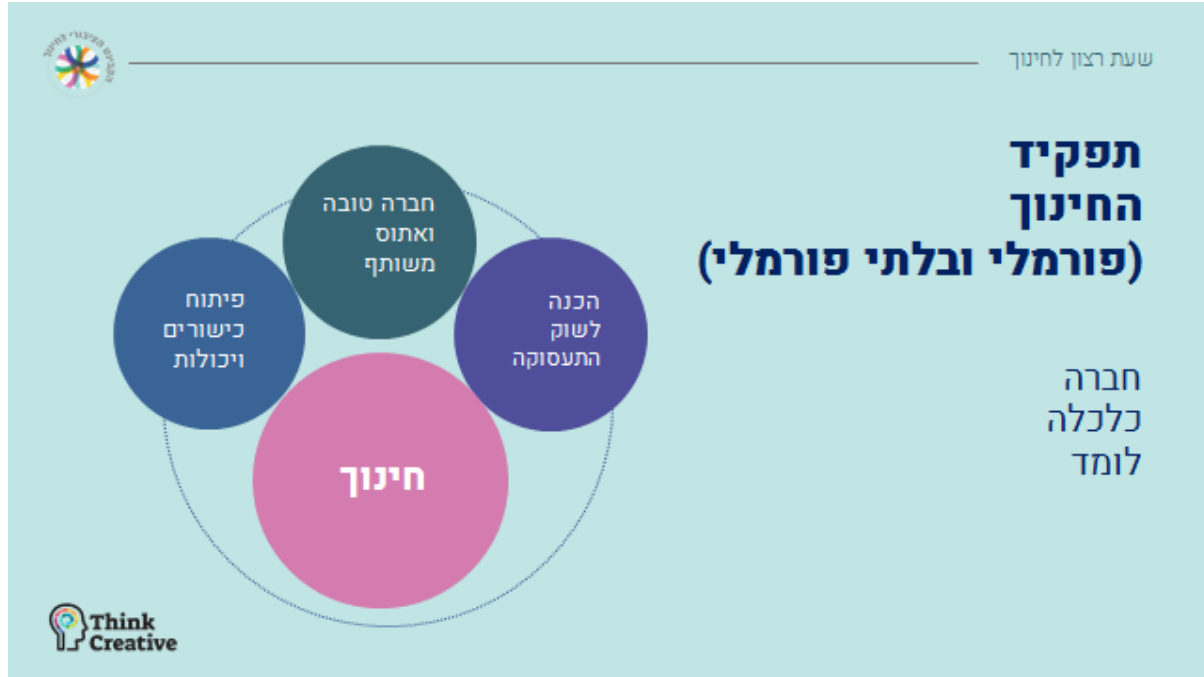 שעת רצון לחינוך
תפקיד
החינוך
(פורמלי ובלתי פורמלי)
חברה
כלכלה
לומד
חברה טובה
ואתוס
משותף
הכנה
לשוק
התעסוקה
פיתוח
כישורים
ויכולות
חינוך
Think
Creative